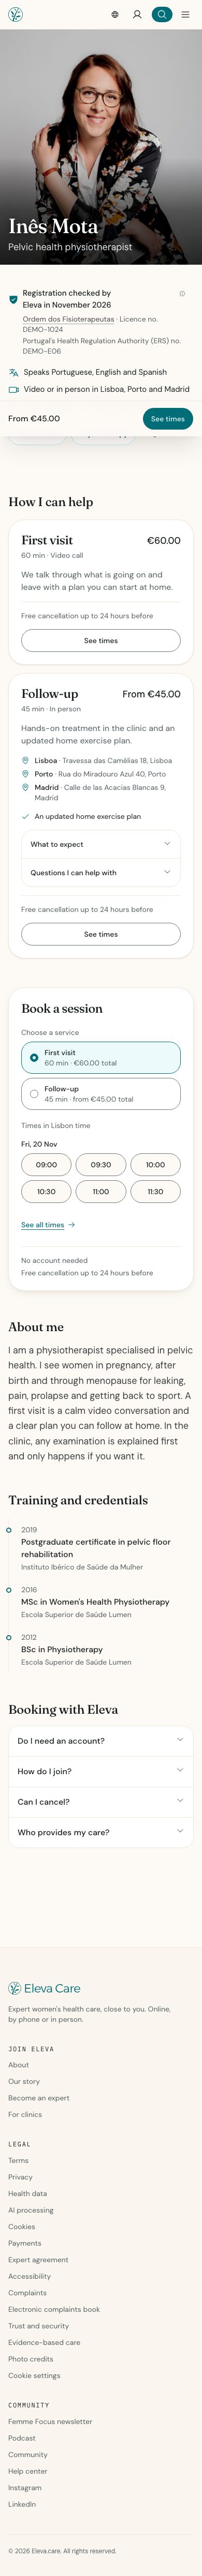 Inês Mota
Pelvic health physiotherapist
Registration checked by
Eleva in November 2026
Ordem dos Fisioterapeutas · Licence no.
DEMO-1024
Portugal's Health Regulation Authority (ERS) no.
DEMO-E06
Speaks Portuguese, English and Spanish
Video or in person in Lisboa, Porto and Madrid
From €45.00
See times
How I can help
First visit
€60.00
60 min · Video call
We talk through what is going on and
leave with a plan you can start at home.
Free cancellation up to 24 hours before
See times
Follow-up
From €45.00
45 min · In person
Hands-on treatment in the clinic and an
updated home exercise plan.
Lisboa · Travessa das Camélias 18, Lisboa
Porto · Rua do Miradouro Azul 40, Porto
Madrid · Calle de las Acacias Blancas 9,
Madrid
An updated home exercise plan
What to expect
Questions I can help with
Free cancellation up to 24 hours before
See times
Book a session
Choose a service
First visit
60 min · €60.00 total
Follow-up
45 min · from €45.00 total
Times in Lisbon time
Fri, 20 Nov
09:00
09:30
10:00
10:30
11:00
11:30
See all times
No account needed
Free cancellation up to 24 hours before
About me
I am a physiotherapist specialised in pelvic
health. I see women in pregnancy, after
birth and through menopause for leaking,
pain, prolapse and getting back to sport. A
first visit is a calm video conversation and
a clear plan you can follow at home. In the
clinic, any examination is explained first
and only happens if you want it.
Training and credentials
2019
Postgraduate certificate in pelvic floor
rehabilitation
Instituto Ibérico de Saúde da Mulher
2016
MSc in Women's Health Physiotherapy
Escola Superior de Saúde Lumen
2012
BSc in Physiotherapy
Escola Superior de Saúde Lumen
Booking with Eleva
Do I need an account?
How do I join?
Can I cancel?
Who provides my care?
Eleva Care
Expert women's health care, close to you. Online,
by phone or in person.
JOIN ELEVA
About
Our story
Become an expert
For clinics
LEGAL
Terms
Privacy
Health data
AI processing
Cookies
Payments
Expert agreement
Accessibility
Complaints
Electronic complaints book
Trust and security
Evidence-based care
Photo credits
Cookie settings
COMMUNITY
Femme Focus newsletter
Podcast
Community
Help center
Instagram
LinkedIn
© 2026 Eleva.care. All rights reserved.